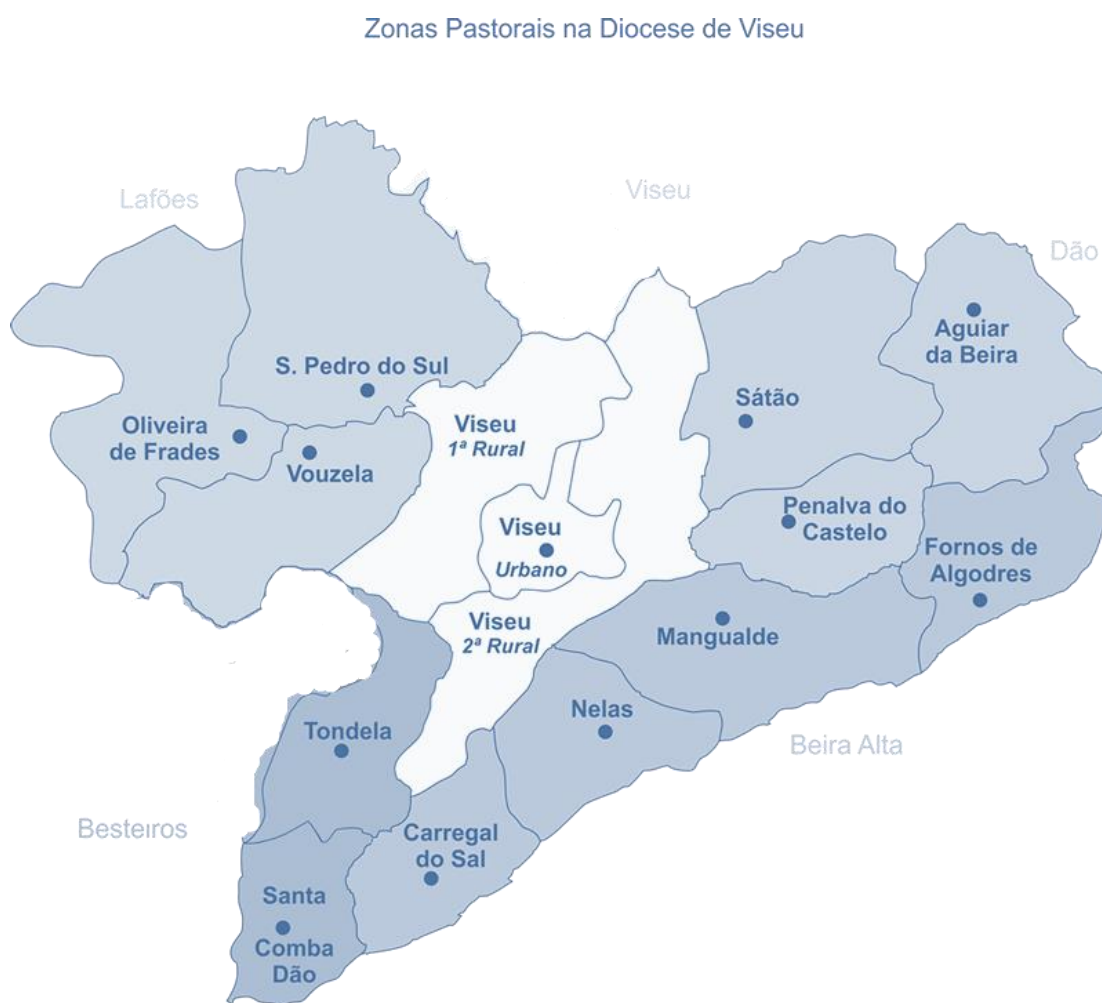 Zonas Pastorais na Diocese de Viseu
Lafões
Viseu
Dão
Aguiar
da Beira
S. Pedro do Sul
Sátão
Oliveira
de Frades
Viseu
1ª Rural
Vouzela
Penalva do
Castelo
Viseu
Urbano
Fornos de
Algodres
Viseu
2ª Rural
Mangualde
Nelas
Tondela
Beira Alta
Besteiros
Carregal
do Sal
Santa
Comba
Dão